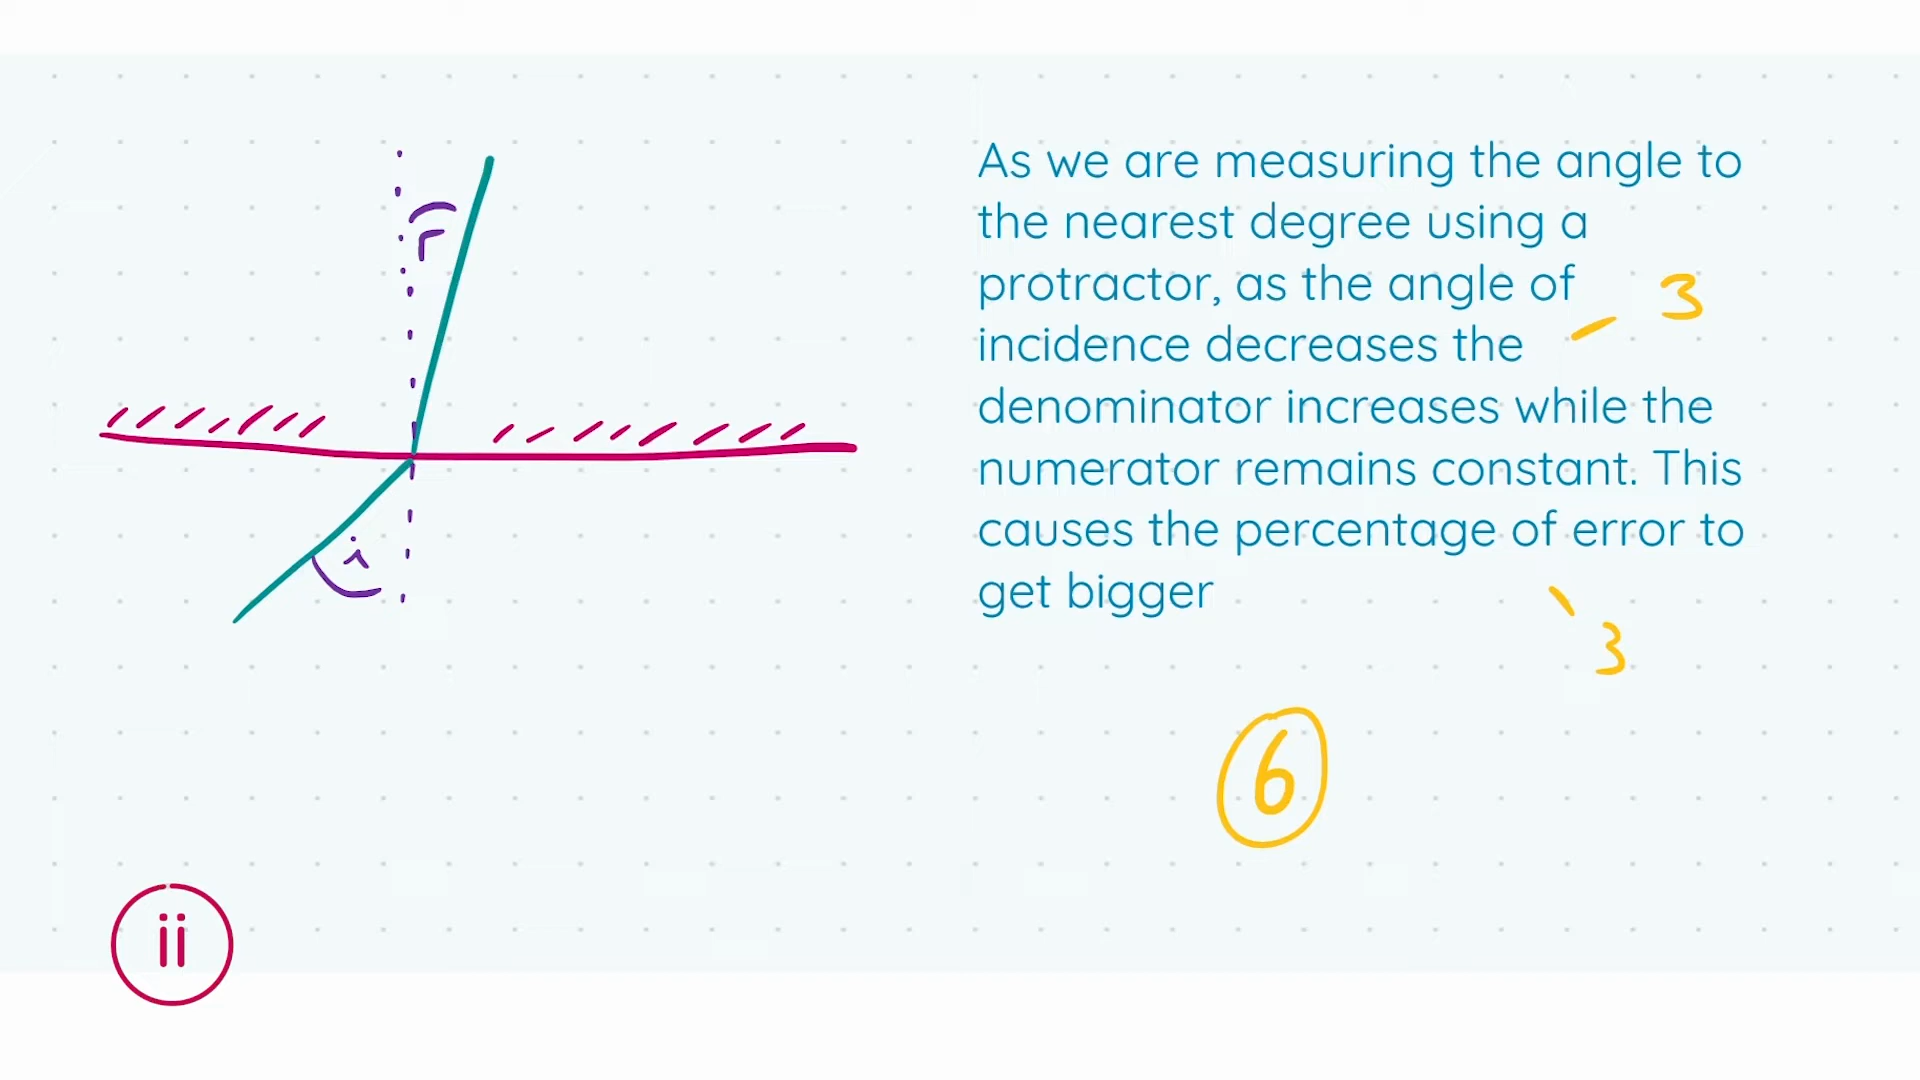 r
i
As we are measuring the angle to
the nearest degree using a
protractor, as the angle of
incidence decreases the
denominator increases while the
numerator remains constant. This
causes the percentage of error to
get bigger
- 3
3
6
ii